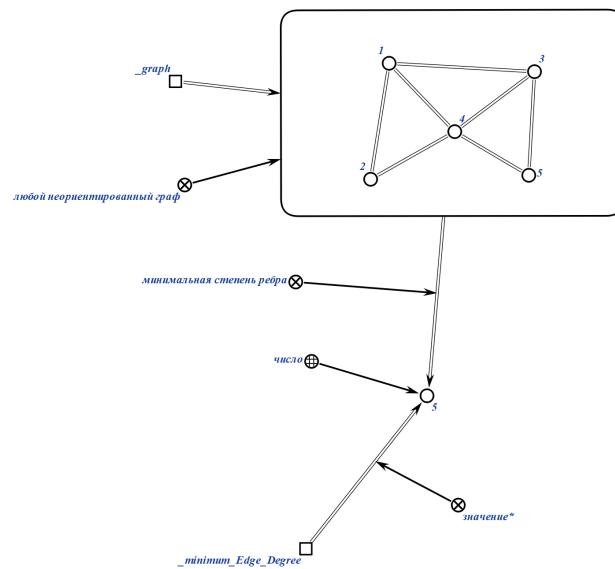 1
3
_graph
4
2
5
любой неориентированный граф
минимальная степень ребра
число
5
значение*
_minimum_Edge_Degree